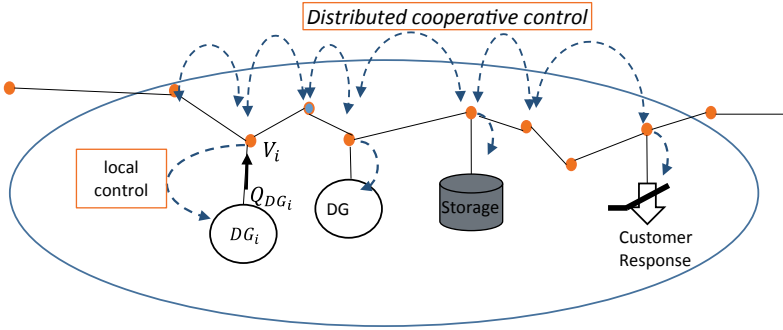 Distributed cooperative control
local
control
V_i
Q_{DG_i}
DG_i
DG
Storage
Customer
Response